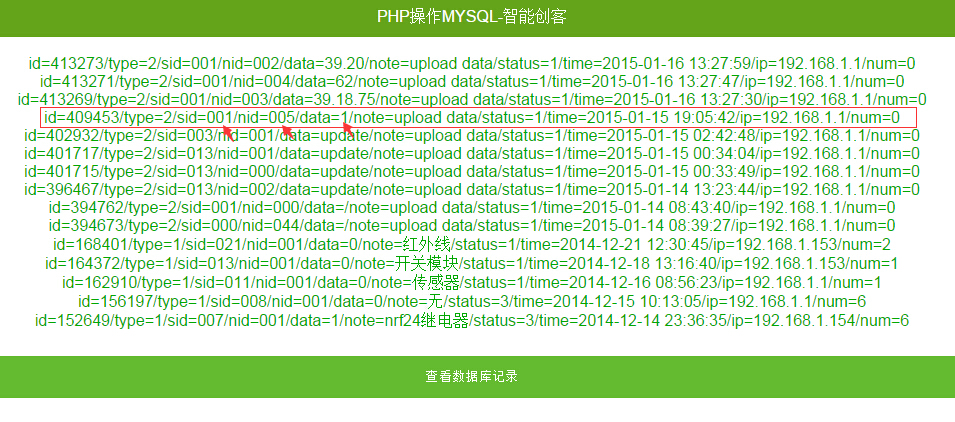 PHP操作MYSQL-智能创客
id=413273/type=2/sid=001/nid=002/data=39.20/note=upload data/status=1/time=2015-01-16 13:27:59/ip=192.168.1.1/num=0
id=413271/type=2/sid=001/nid=004/data=62/note=upload data/status=1/time=2015-01-16 13:27:47/ip=192.168.1.1/num=0
id=413269/type=2/sid=001/nid=003/data=39.18.75/note=upload data/status=1/time=2015-01-16 13:27:30/ip=192.168.1.1/num=0
id=409453/type=2/sid=001/nid=005/data=1/note=upload data/status=1/time=2015-01-15 19:05:42/ip=192.168.1.1/num=0
id=402932/type=2/sid=003/nid=001/data=update/note=upload data/status=1/time=2015-01-15 02:42:48/ip=192.168.1.1/num=0
id=401717/type=2/sid=013/nid=001/data=update/note=upload data/status=1/time=2015-01-15 00:34:04/ip=192.168.1.1/num=0
id=401715/type=2/sid=013/nid=000/data=update/note=upload data/status=1/time=2015-01-15 00:33:49/ip=192.168.1.1/num=0
id=396467/type=2/sid=013/nid=002/data=update/note=upload data/status=1/time=2015-01-14 13:23:44/ip=192.168.1.1/num=0
id=394762/type=2/sid=001/nid=000/data=/note=upload data/status=1/time=2015-01-14 08:43:40/ip=192.168.1.1/num=0
id=394673/type=2/sid=000/nid=044/data=/note=upload data/status=1/time=2015-01-14 08:39:27/ip=192.168.1.1/num=0
id=168401/type=1/sid=021/nid=001/data=0/note=红外线/status=1/time=2014-12-21 12:30:45/ip=192.168.1.153/num=2
id=164372/type=1/sid=013/nid=001/data=0/note=开关模块/status=1/time=2014-12-18 13:16:40/ip=192.168.1.153/num=1
id=162910/type=1/sid=011/nid=001/data=0/note=传感器/status=1/time=2014-12-16 08:56:23/ip=192.168.1.1/num=1
id=156197/type=1/sid=008/nid=001/data=0/note=无/status=3/time=2014-12-15 10:13:05/ip=192.168.1.1/num=6
id=152649/type=1/sid=007/nid=001/data=1/note=nrf24继电器/status=3/time=2014-12-14 23:36:35/ip=192.168.1.154/num=6
查看数据库记录